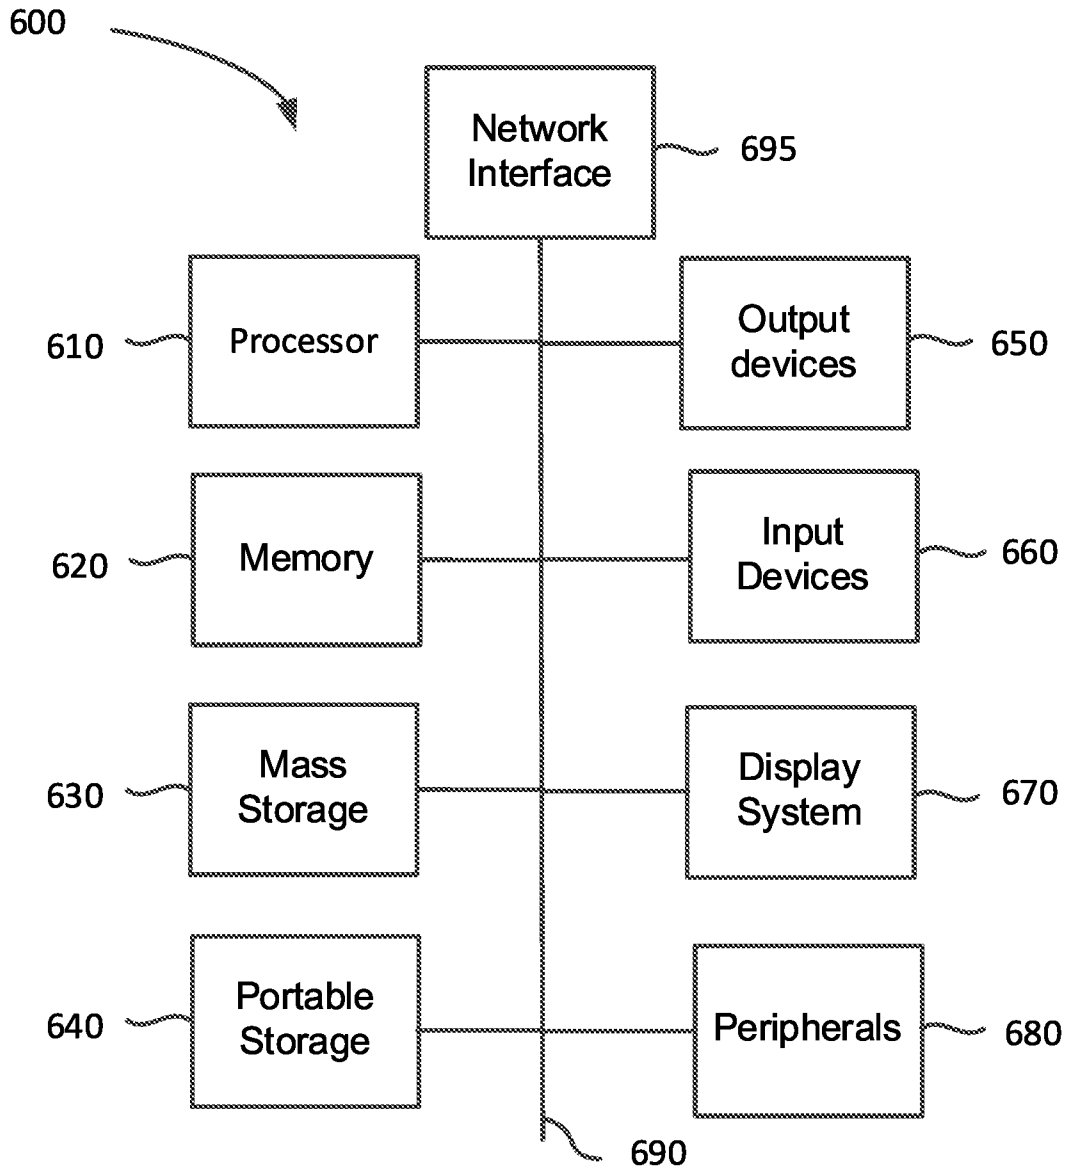 600
Network
Interface
695
610
Processor
Output
devices
650
620
Memory
Input
Devices
660
630
Mass
Storage
Display
System
670
640
Portable
Storage
Peripherals
680
690